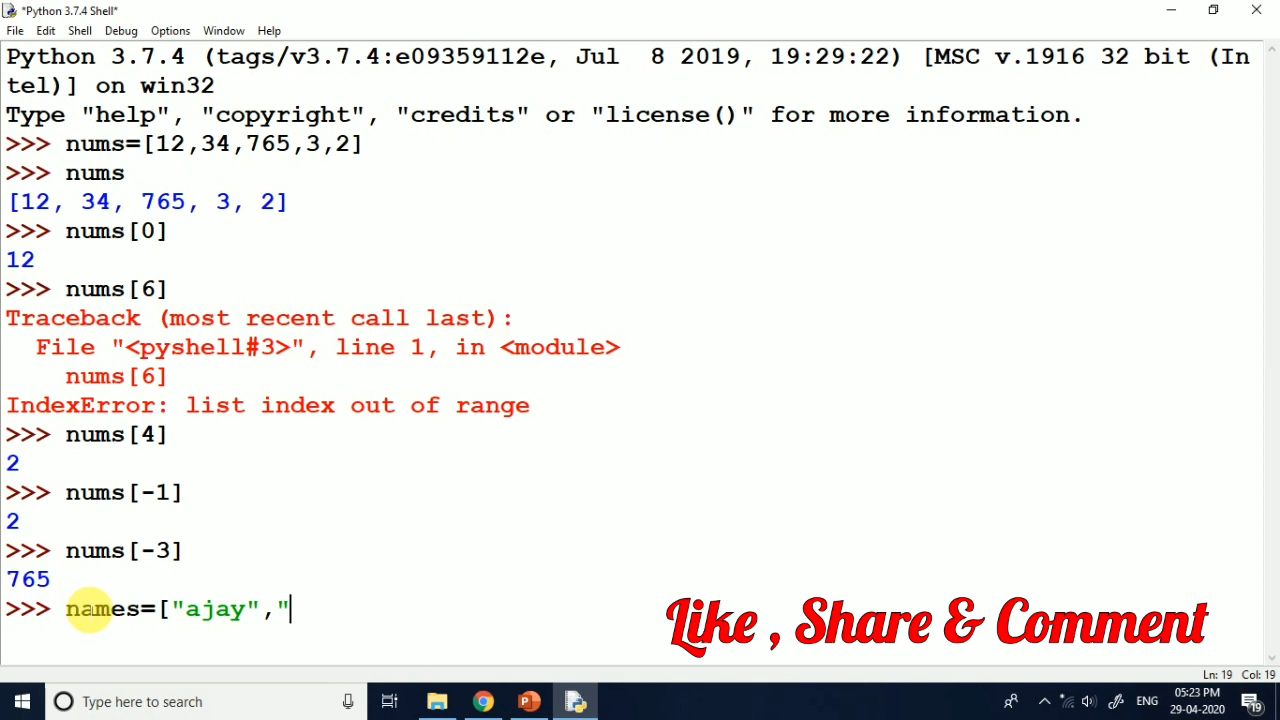 *Python 3.7.4 Shell*
File Edit Shell Debug Options Window Help
Python 3.7.4 (tags/v3.7.4:e09359112e, Jul  8 2019, 19:29:22) [MSC v.1916 32 bit (In
tel)] on win32
Type "help", "copyright", "credits" or "license()" for more information.
>>> nums=[12,34,765,3,2]
>>> nums
[12, 34, 765, 3, 2]
>>> nums[0]
12
>>> nums[6]
Traceback (most recent call last):
  File "<pyshell#3>", line 1, in <module>
    nums[6]
IndexError: list index out of range
>>> nums[4]
2
>>> nums[-1]
2
>>> nums[-3]
765
>>> names=["ajay","
Like , Share & Comment
Ln: 19 Col: 19
Type here to search
ENG
05:23 PM
29-04-2020
19